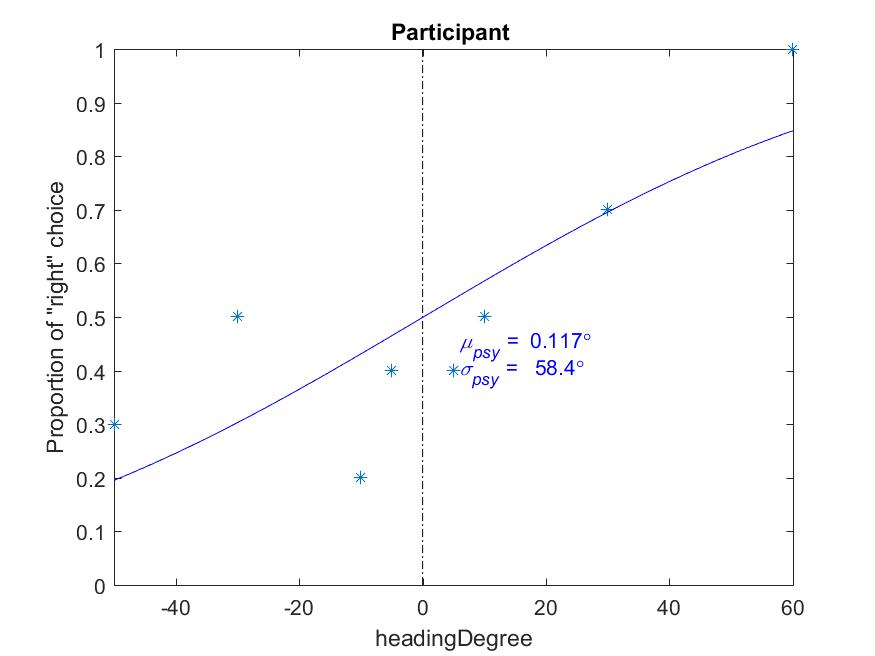 Participant
1
0.9
0.8
0.7
0.6
0.5
0.4
0.3
0.2
0.1
0
Proportion of "right" choice
μpsy = 0.117°
σpsy = 58.4°
-40 -20 0 20 40 60
headingDegree